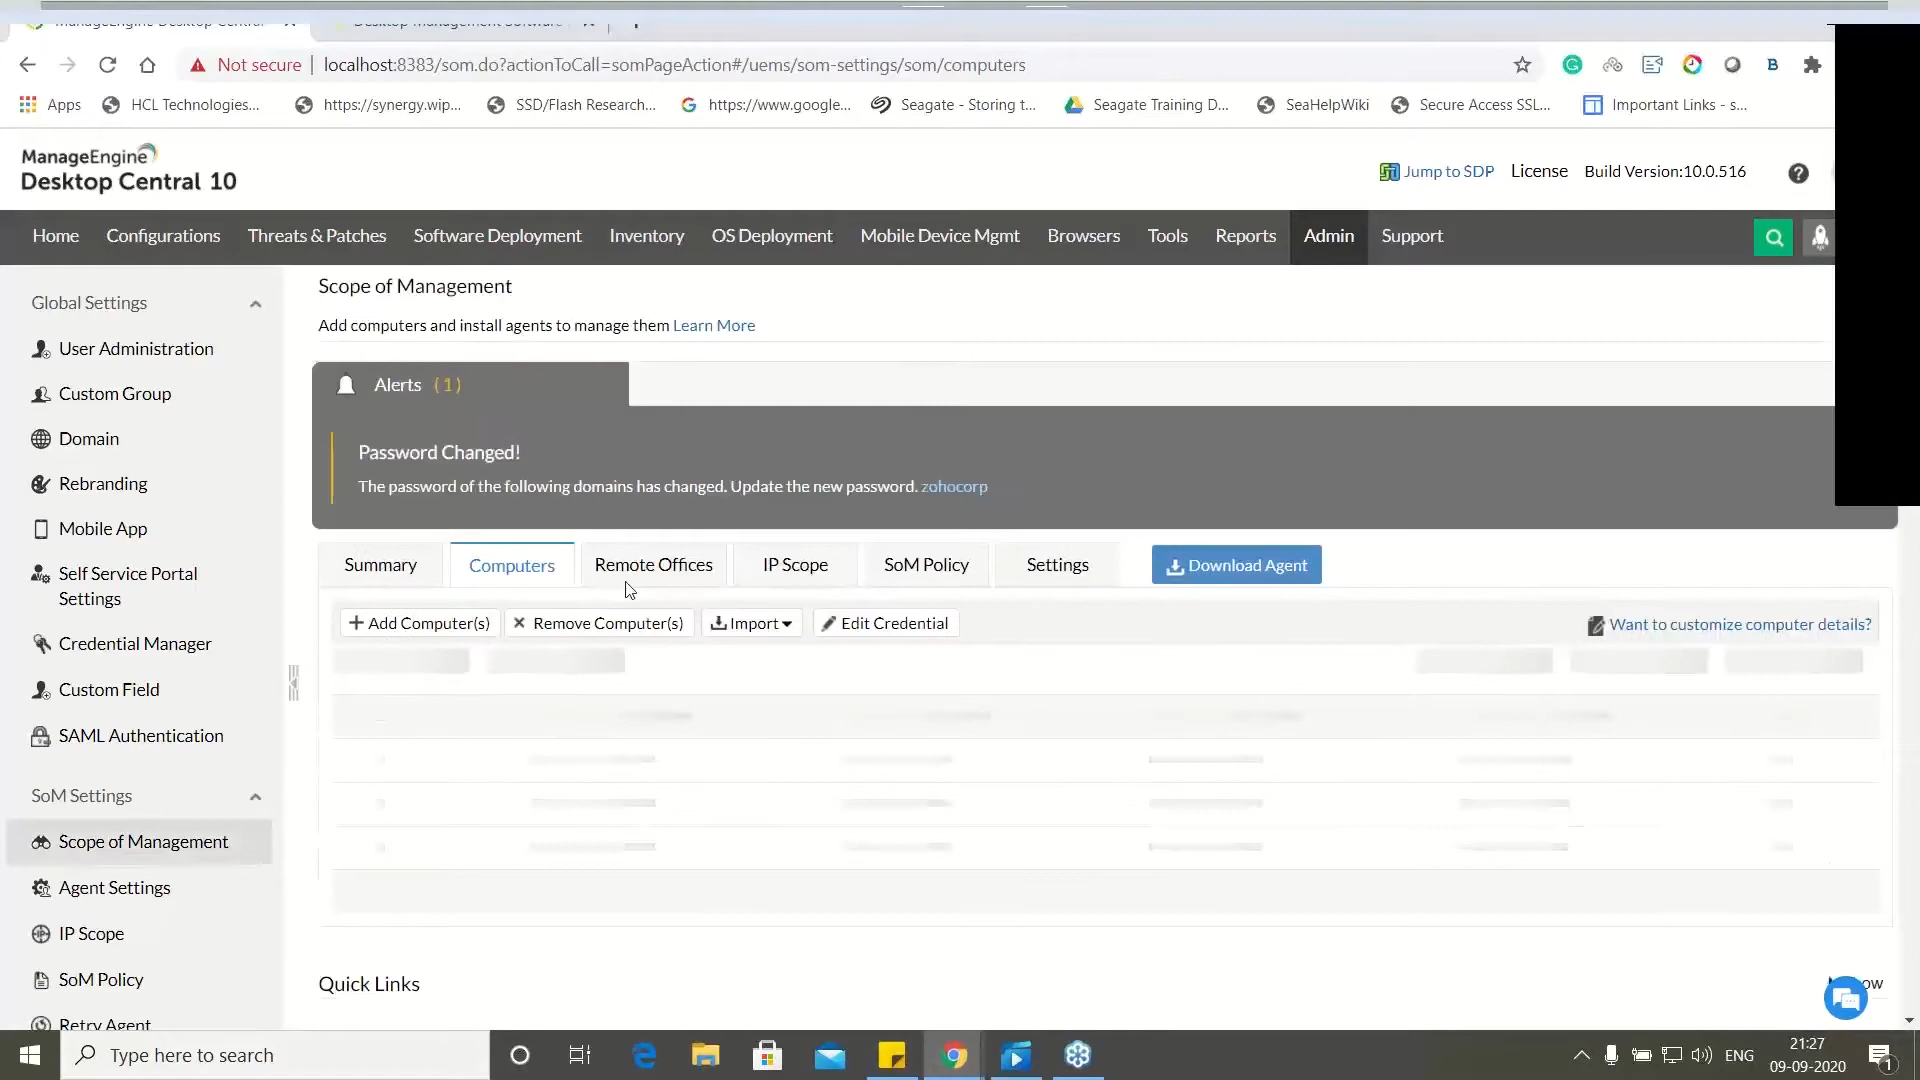 ManageEngine Desktop Central
Desktop Management Software
Not secure
localhost:8383/som.do?actionToCall=somPageAction#/uems/som-settings/som/computers
Apps
HCL Technologies...
https://synergy.wip...
SSD/Flash Research...
https://www.google...
Seagate - Storing t...
Seagate Training D...
SeaHelpWiki
Secure Access SSL...
Important Links - s...
ManageEngine
Desktop Central 10
Jump to SDP
License
Build Version:10.0.516
Home
Configurations
Threats & Patches
Software Deployment
Inventory
OS Deployment
Mobile Device Mgmt
Browsers
Tools
Reports
Admin
Support
Global Settings
User Administration
Custom Group
Domain
Rebranding
Mobile App
Self Service Portal
Settings
Credential Manager
Custom Field
SAML Authentication
SoM Settings
Scope of Management
Agent Settings
IP Scope
SoM Policy
Retry Agent
Scope of Management
Add computers and install agents to manage them Learn More
Alerts (1)
Password Changed!
The password of the following domains has changed. Update the new password. zohocorp
Summary
Computers
Remote Offices
IP Scope
SoM Policy
Settings
Download Agent
+ Add Computer(s)
Remove Computer(s)
Import
Edit Credential
Want to customize computer details?
Quick Links
Type here to search
ENG
21:27
09-09-2020
1